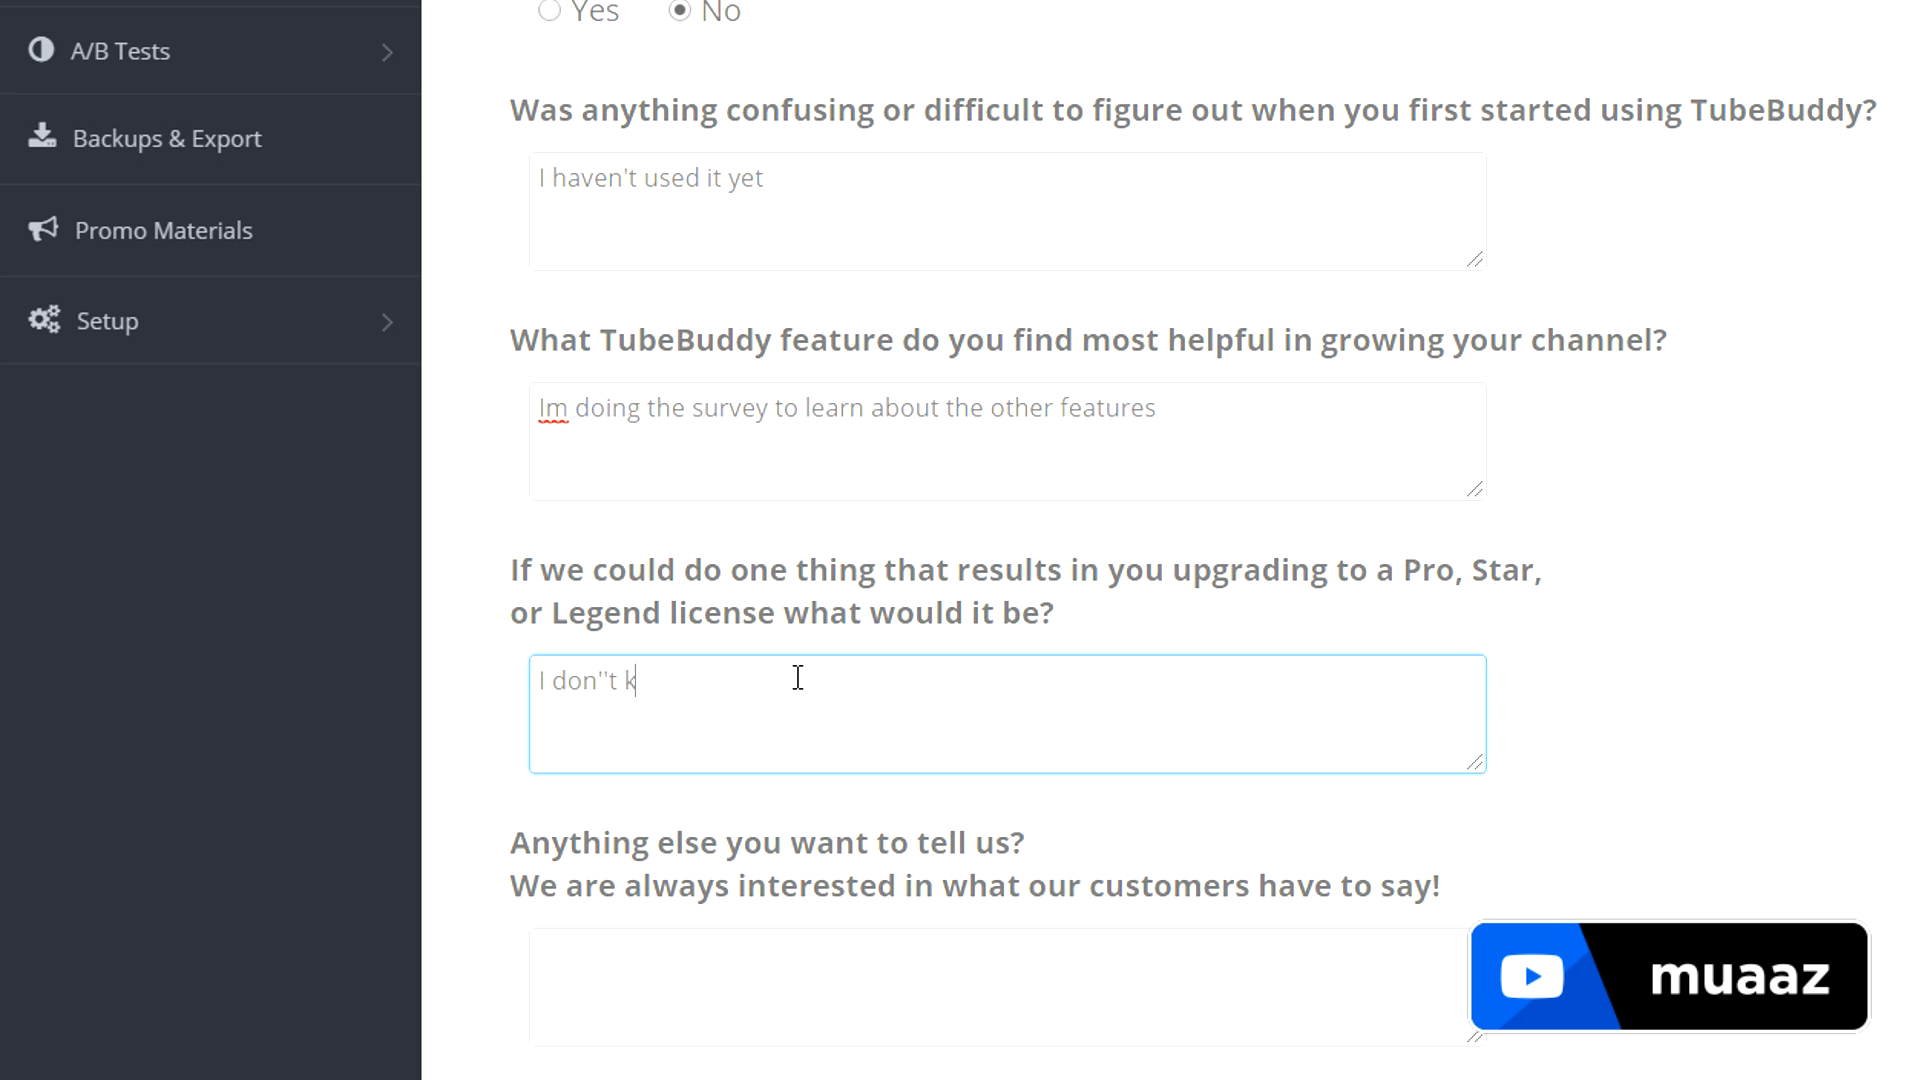 Yes No
A/B Tests
Backups & Export
Promo Materials
Setup
Was anything confusing or difficult to figure out when you first started using TubeBuddy?
I haven't used it yet
What TubeBuddy feature do you find most helpful in growing your channel?
Im doing the survey to learn about the other features
If we could do one thing that results in you upgrading to a Pro, Star,
or Legend license what would it be?
I don''t k
Anything else you want to tell us?
We are always interested in what our customers have to say!
muaaz